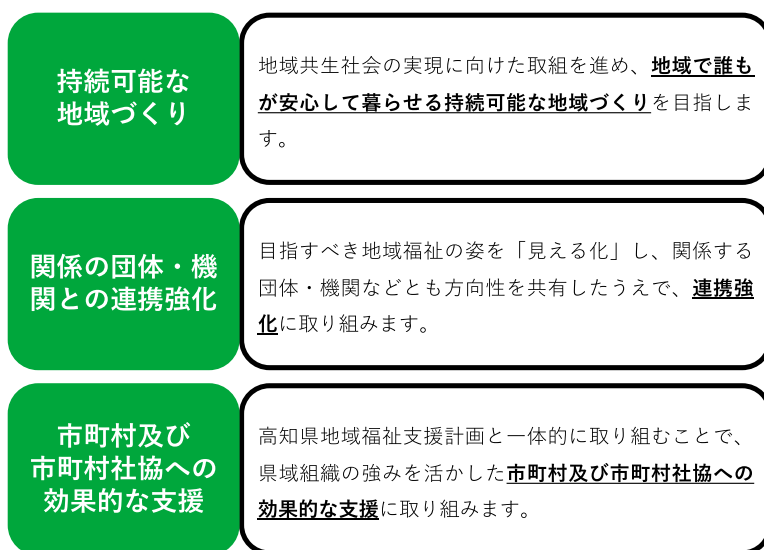 持続可能な
地域づくり
地域共生社会の実現に向けた取組を進め、地域で誰も
が安心して暮らせる持続可能な地域づくりを目指しま
す。
関係の団体・機
関との連携強化
目指すべき地域福祉の姿を「見える化」し、関係する
団体・機関などとも方向性を共有したうえで、連携強
化に取り組みます。
市町村及び
市町村社協への
効果的な支援
高知県地域福祉支援計画と一体的に取り組むことで、
県域組織の強みを活かした市町村及び市町村社協への
効果的な支援に取り組みます。